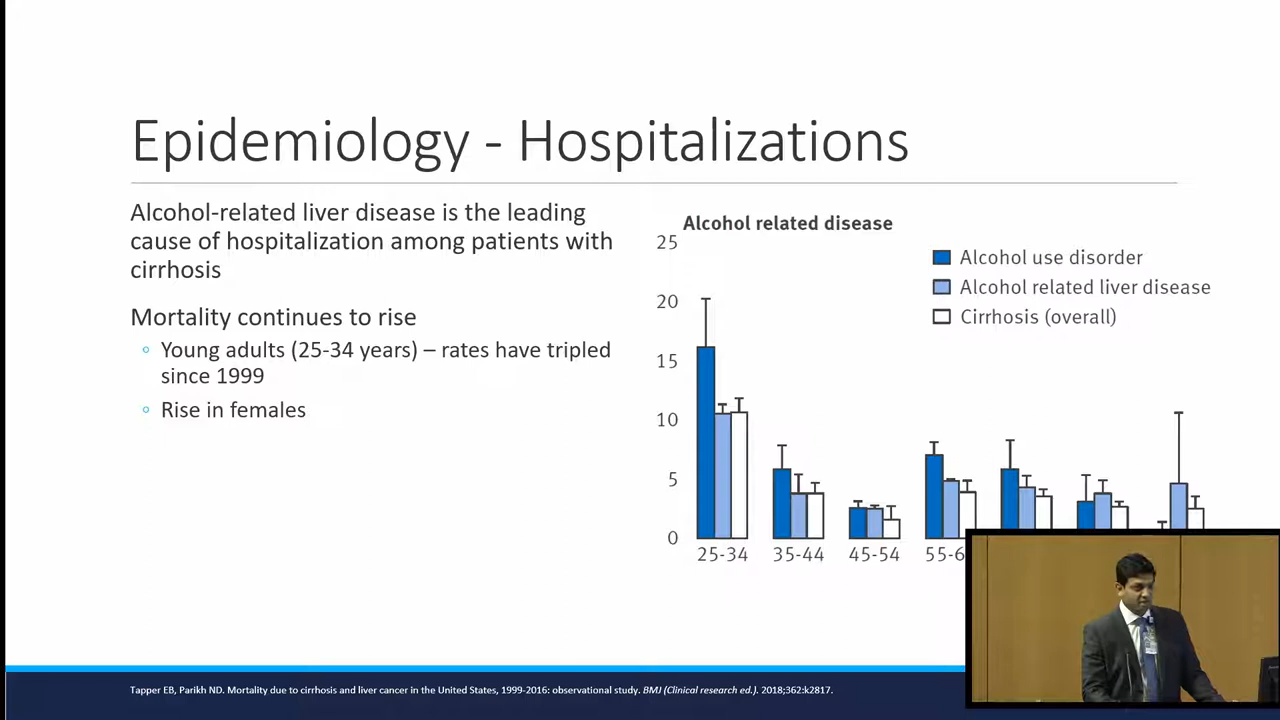 Epidemiology - Hospitalizations
Alcohol-related liver disease is the leading
cause of hospitalization among patients with
cirrhosis
Mortality continues to rise
Young adults (25-34 years) – rates have tripled
since 1999
Rise in females
Alcohol related disease
25
20
15
10
5
0
Alcohol use disorder
Alcohol related liver disease
Cirrhosis (overall)
25-34 35-44 45-54 55-6
Tapper EB, Parikh ND. Mortality due to cirrhosis and liver cancer in the United States, 1999-2016: observational study. BMJ (Clinical research ed.). 2018;362:k2817.